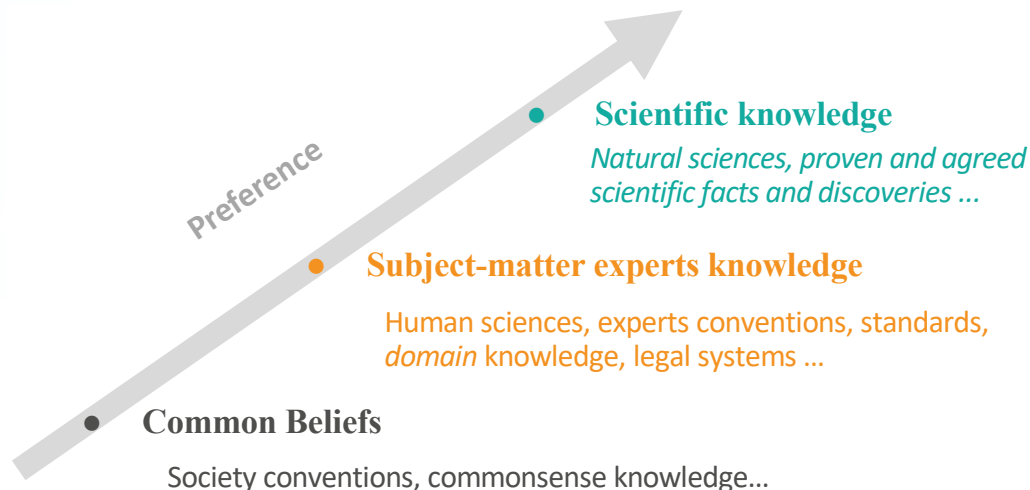 Scientific knowledge
Natural sciences, proven and agreed
scientific facts and discoveries ...
Preference
Subject-matter experts knowledge
Human sciences, experts conventions, standards,
domain knowledge, legal systems ...
Common Beliefs
Society conventions, commonsense knowledge...